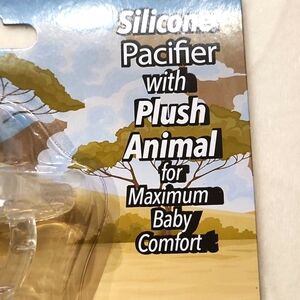 Silicone
Pacifier
with
Plush
Animal
for
Maximum
Baby
Comfort